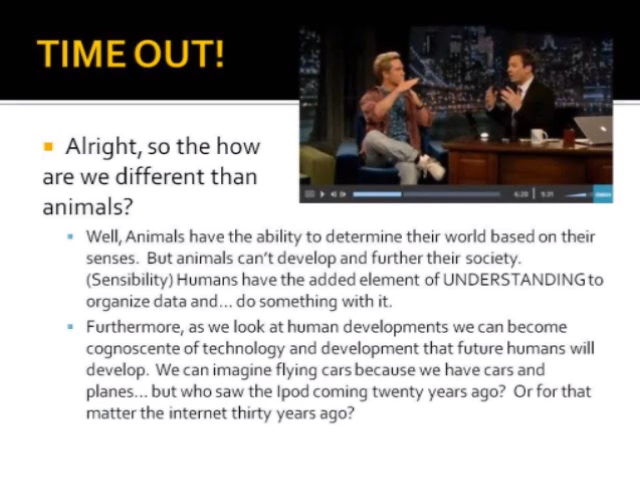 TIME OUT!
Alright, so the how
are we different than
animals?
Well, Animals have the ability to determine their world based on their
senses. But animals can't develop and further their society.
(Sensibility) Humans have the added element of UNDERSTANDING to
organize data and... do something with it.
Furthermore, as we look at human developments we can become
cognoscente of technology and development that future humans will
develop. We can imagine flying cars because we have cars and
planes... but who saw the Ipod coming twenty years ago? Or for that
matter the internet thirty years ago?